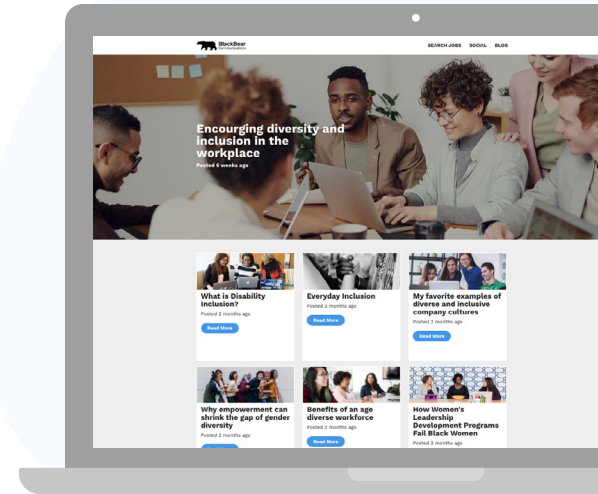 BlackBear
Communications
SEARCH JOBS SOCIAL BLOG
Encourging diversity and
inclusion in the
workplace
Posted 6 weeks ago
What is Disability
Inclusion?
Posted 2 months ago
Read More
Everyday Inclusion
Posted 2 months ago
Read More
My favorite examples of
diverse and inclusive
company cultures
Posted 3 months ago
Read More
Why empowerment can
shrink the gap of gender
diversity
Posted 2 months ago
Benefits of an age
diverse workforce
Posted 2 months ago
Read More
How Women's
Leadership
Development Programs
Fail Black Women
Posted 3 months ago